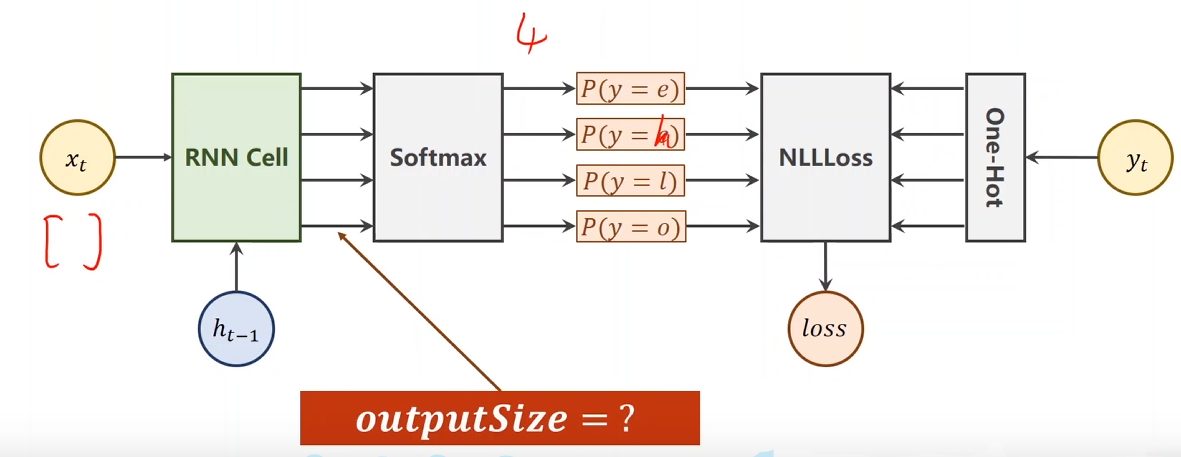 4
P(y = e)
P(y = h)
P(y = l)
P(y = o)
x_t
RNN Cell
Softmax
NLLLoss
One-Hot
y_t
[ ]
h_{t-1}
loss
outputSize = ?